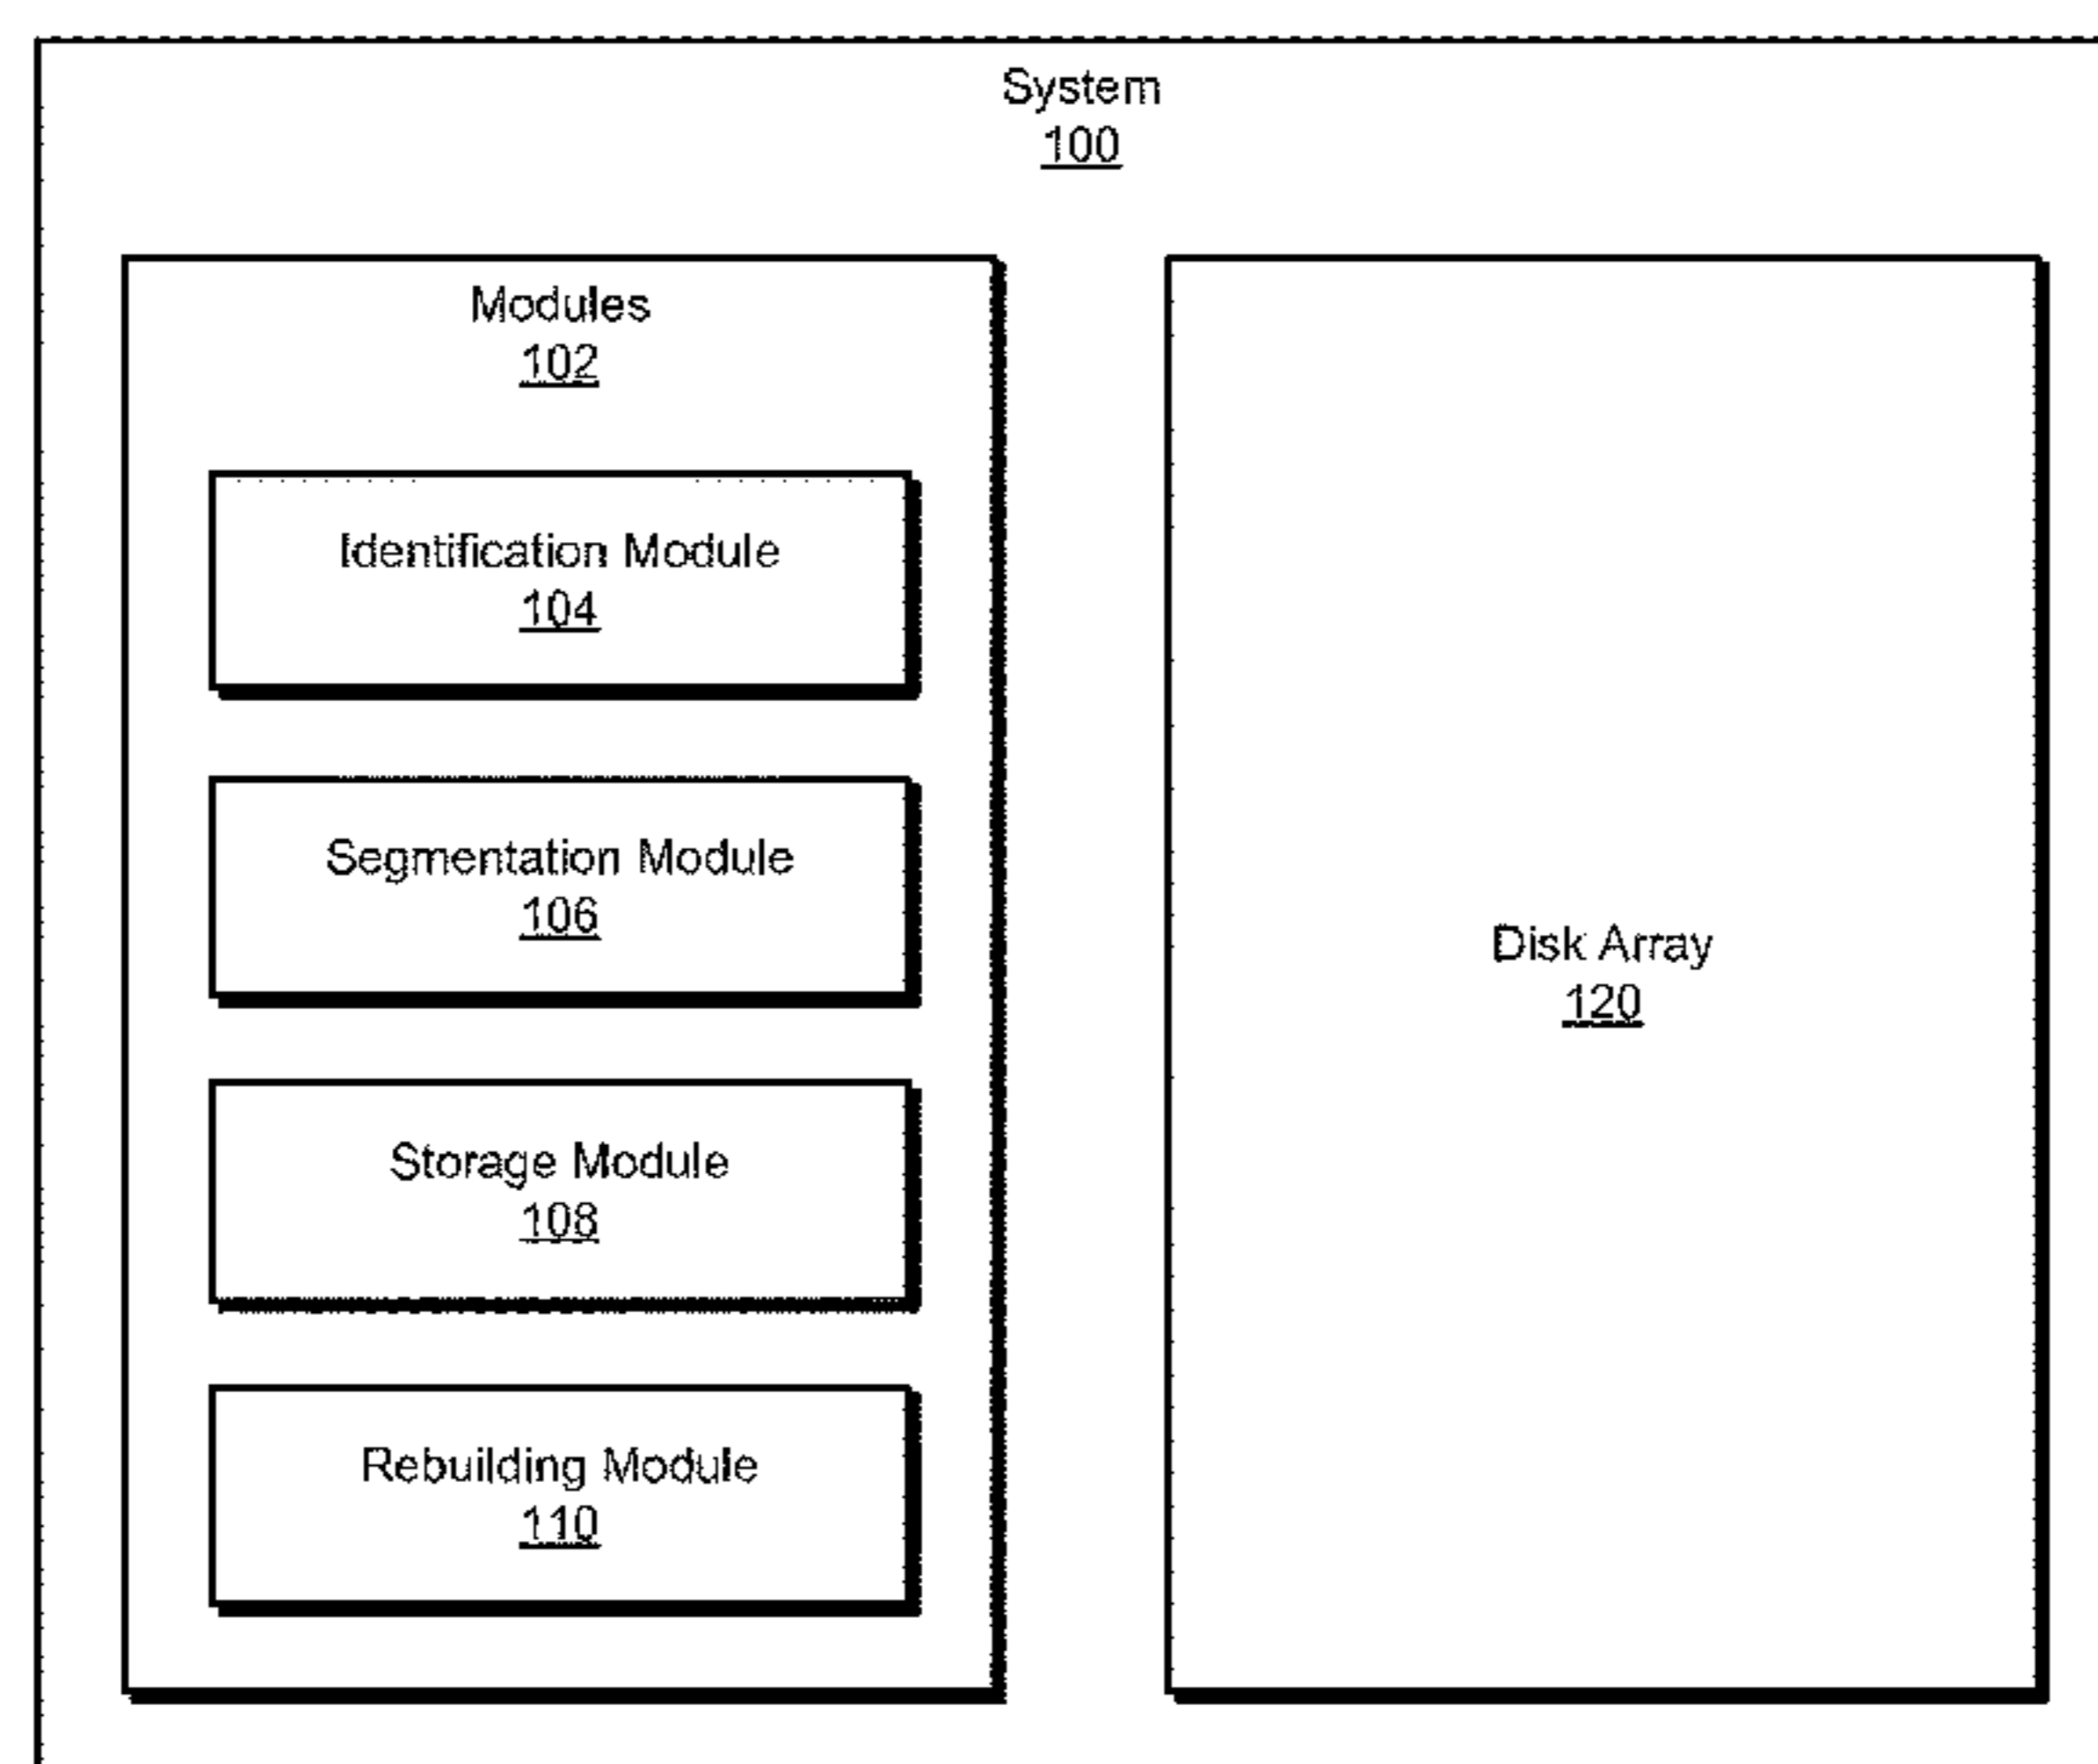 System
100
Modules
102
Identification Module
104
Segmentation Module
106
Storage Module
108
Rebuilding Module
110
Disk Array
120